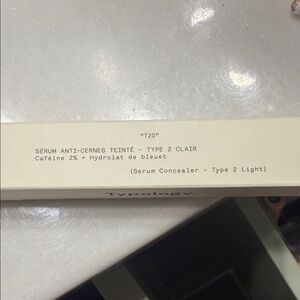 "T20"
SÉRUM ANTI-CERNES TEINTÉ - TYPE 2 CLAIR
Caféine 2% + Hydrolat de bleuet
(Serum Concealer - Type 2 Light)
Typology.